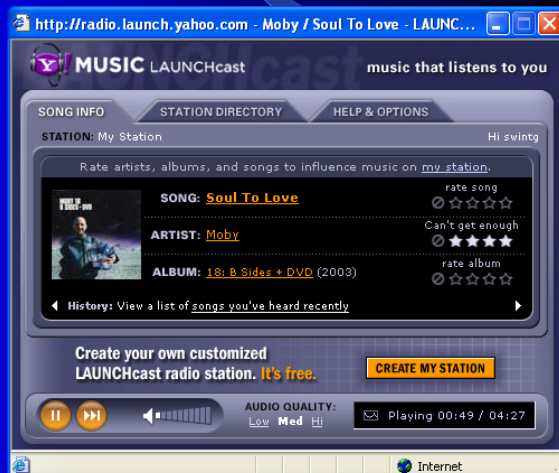 http://radio.launch.yahoo.com - Moby / Soul To Love - LAUNC...
Y! MUSIC LAUNCHcast
music that listens to you
SONG INFO STATION DIRECTORY HELP & OPTIONS
STATION: My Station Hi swintg
Rate artists, albums, and songs to influence music on my station.
SONG: Soul To Love
rate song
ARTIST: Moby
Can't get enough
ALBUM: 18: B Sides + DVD (2003)
rate album
History: View a list of songs you've heard recently
Create your own customized
LAUNCHcast radio station. It's free.
CREATE MY STATION
AUDIO QUALITY:
Low Med Hi
Playing 00:49 / 04:27
Internet